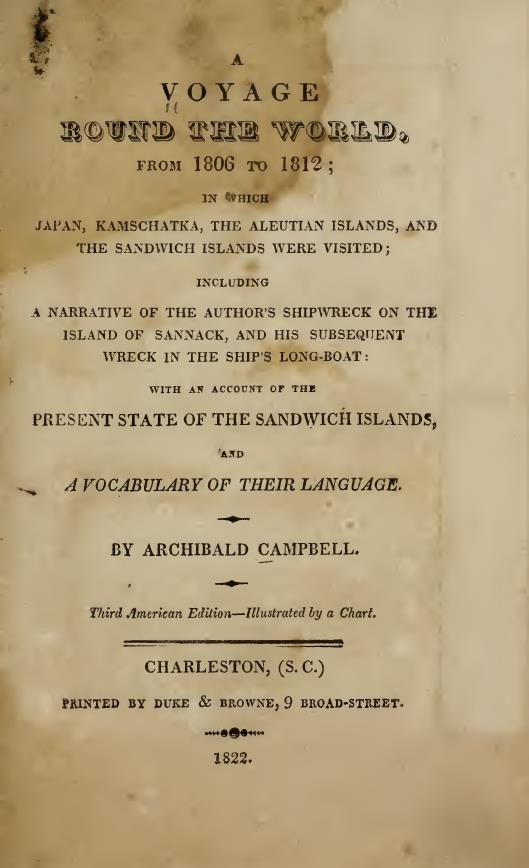 A
VOYAGE
ROUND THE WORLD,
FROM 1806 TO 1812;
IN WHICH
JAPAN, KAMSCHATKA, THE ALEUTIAN ISLANDS, AND
THE SANDWICH ISLANDS WERE VISITED;
INCLUDING
A NARRATIVE OF THE AUTHOR'S SHIPWRECK ON THE
ISLAND OF SANNACK, AND HIS SUBSEQUENT
WRECK IN THE SHIP'S LONG-BOAT:
WITH AN ACCOUNT OF THE
PRESENT STATE OF THE SANDWICH ISLANDS,
AND
A VOCABULARY OF THEIR LANGUAGE.
BY ARCHIBALD CAMPBELL.
Third American Edition—Illustrated by a Chart.
CHARLESTON, (S. C.)
PRINTED BY DUKE & BROWNE, 9 BROAD-STREET.
1822.